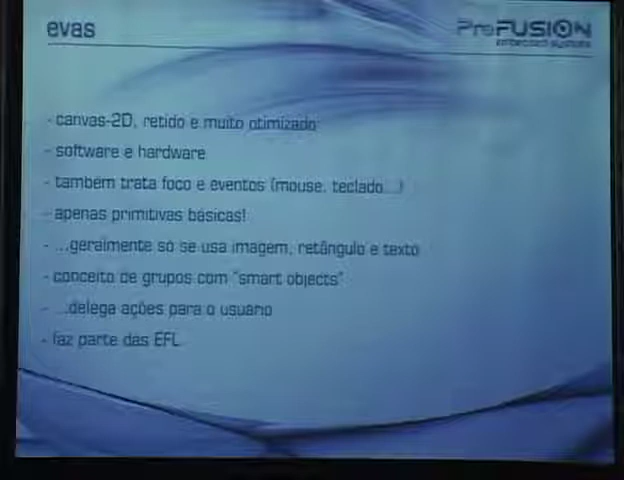 evas
ProFUSION
embedded systems
- canvas-2D, retido e muito otimizado
- software e hardware
- também trata foco e eventos (mouse, teclado...)
- apenas primitivas básicas!
- ...geralmente só se usa imagem, retângulo e texto
- conceito de grupos com "smart objects"
- ...delega ações para o usuário
- faz parte das EFL